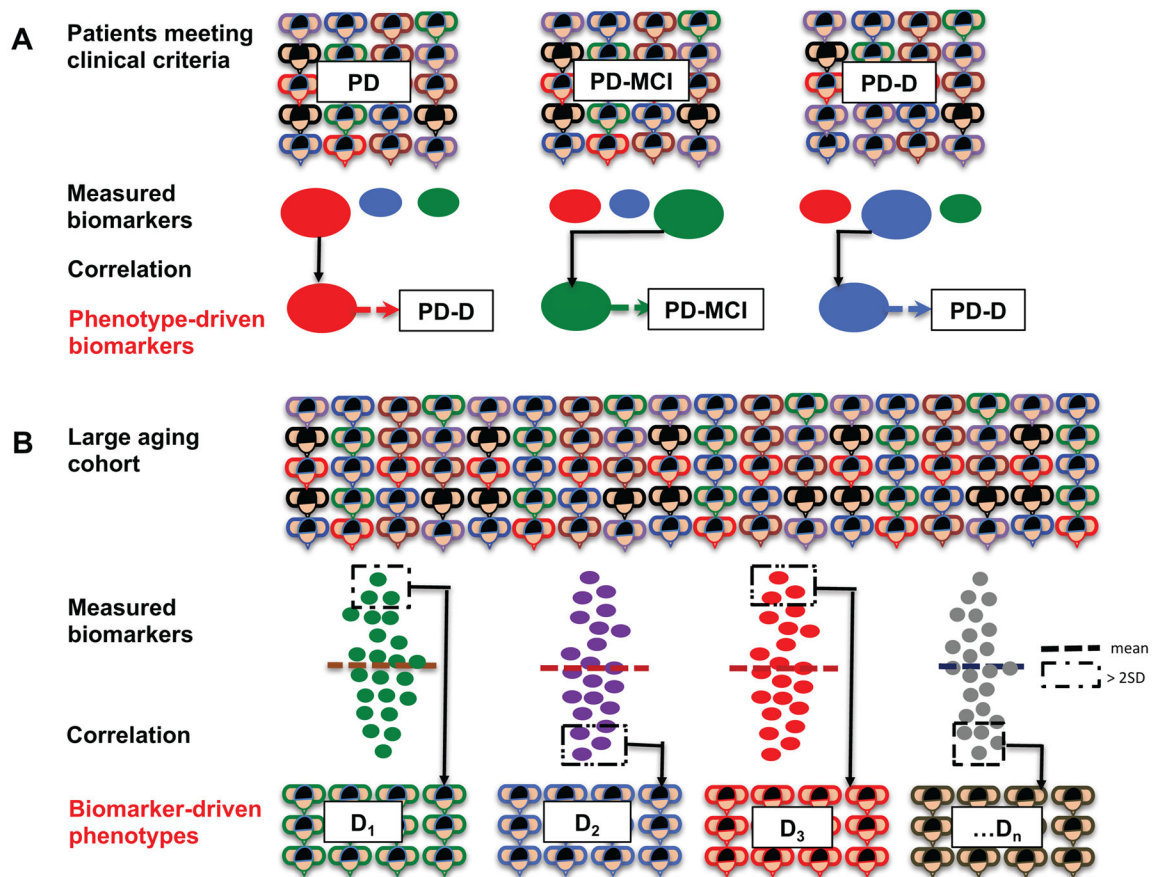 A
Patients meeting
clinical criteria
PD
PD-MCI
PD-D
Measured
biomarkers
Correlation
Phenotype-driven
biomarkers
PD-D
PD-MCI
PD-D
B
Large aging
cohort
Measured
biomarkers
mean
> 2SD
Correlation
Biomarker-driven
phenotypes
D1
D2
D3
...Dn